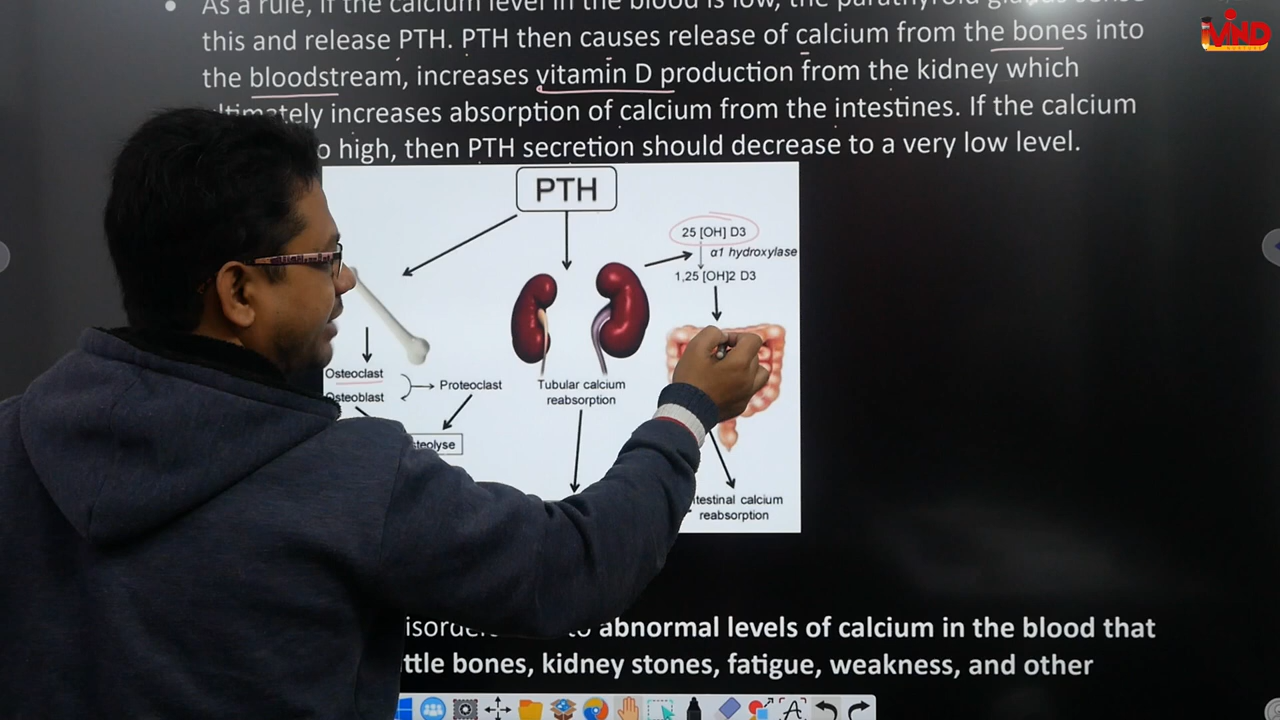 As a rule, if the calcium level in the blood is low, the parathyroid
this and release PTH. PTH then causes release of calcium from the bones into
the bloodstream, increases vitamin D production from the kidney which
ultimately increases absorption of calcium from the intestines. If the calcium
high, then PTH secretion should decrease to a very low level.
PTH
25 [OH] D3
α1 hydroxylase
1,25 [OH]2 D3
Osteoclast
Osteoblast
Proteoclast
Tubular calcium
reabsorption
calcium
reabsorption
abnormal levels of calcium in the blood that
bones, kidney stones, fatigue, weakness, and other